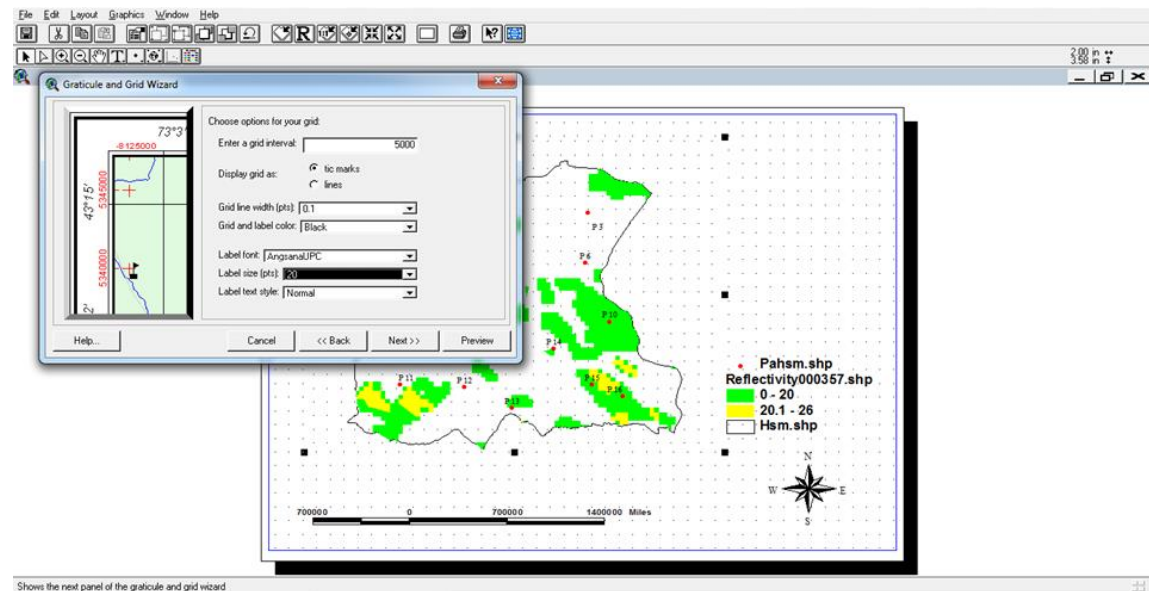 File Edit Layout Graphics Window Help
2.00 in
3.58 in
Graticule and Grid Wizard
73°3'
-8125000
43°15'
5345000
5340000
2'
Choose options for your grid:
Enter a grid interval: 5000
Display grid as: tic marks
lines
Grid line width (pts): 0.1
Grid and label color: Black
Label font: AngsanaUPC
Label size (pts): 20
Label text style: Normal
Help... Cancel << Back Next >> Preview
P 3
P 6
P 10
P 14
P 11 P 12 P 15
P 16
P 13
Pahsm.shp
Reflectivity000357.shp
0 - 20
20.1 - 26
Hsm.shp
N
W E
S
700000 0 700000 1400000 Miles
Shows the next panel of the graticule and grid wizard